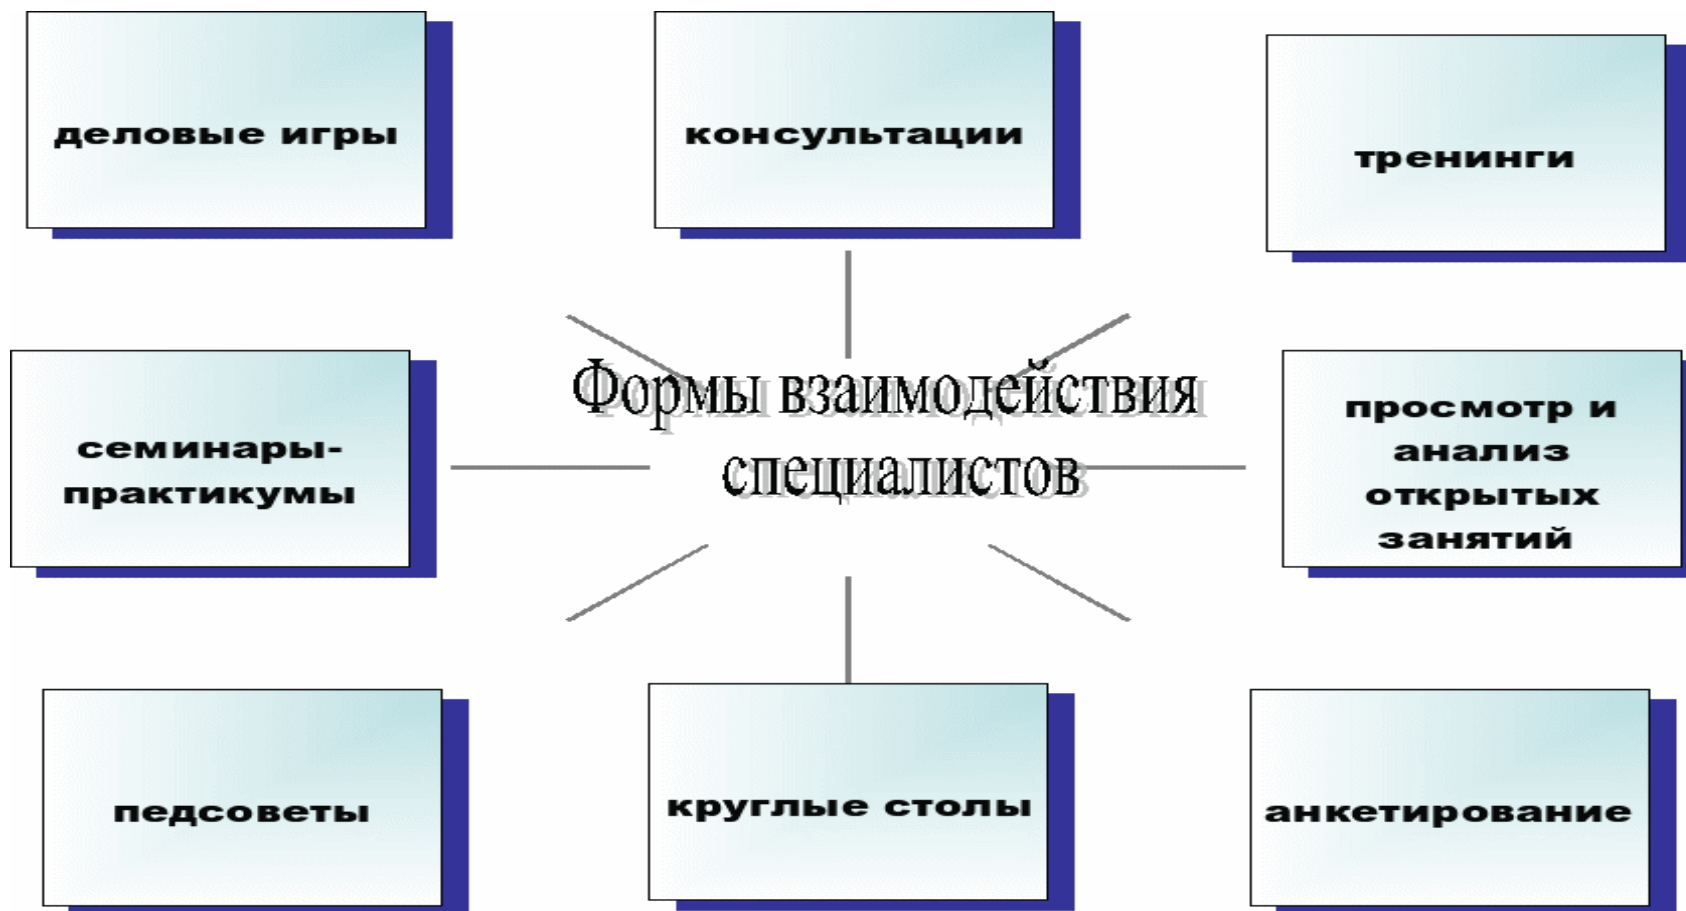 деловые игры
консультации
тренинги
Формы взаимодействия
специалистов
семинары-
практикумы
просмотр и
анализ
открытых
занятий
педсоветы
круглые столы
анкетирование